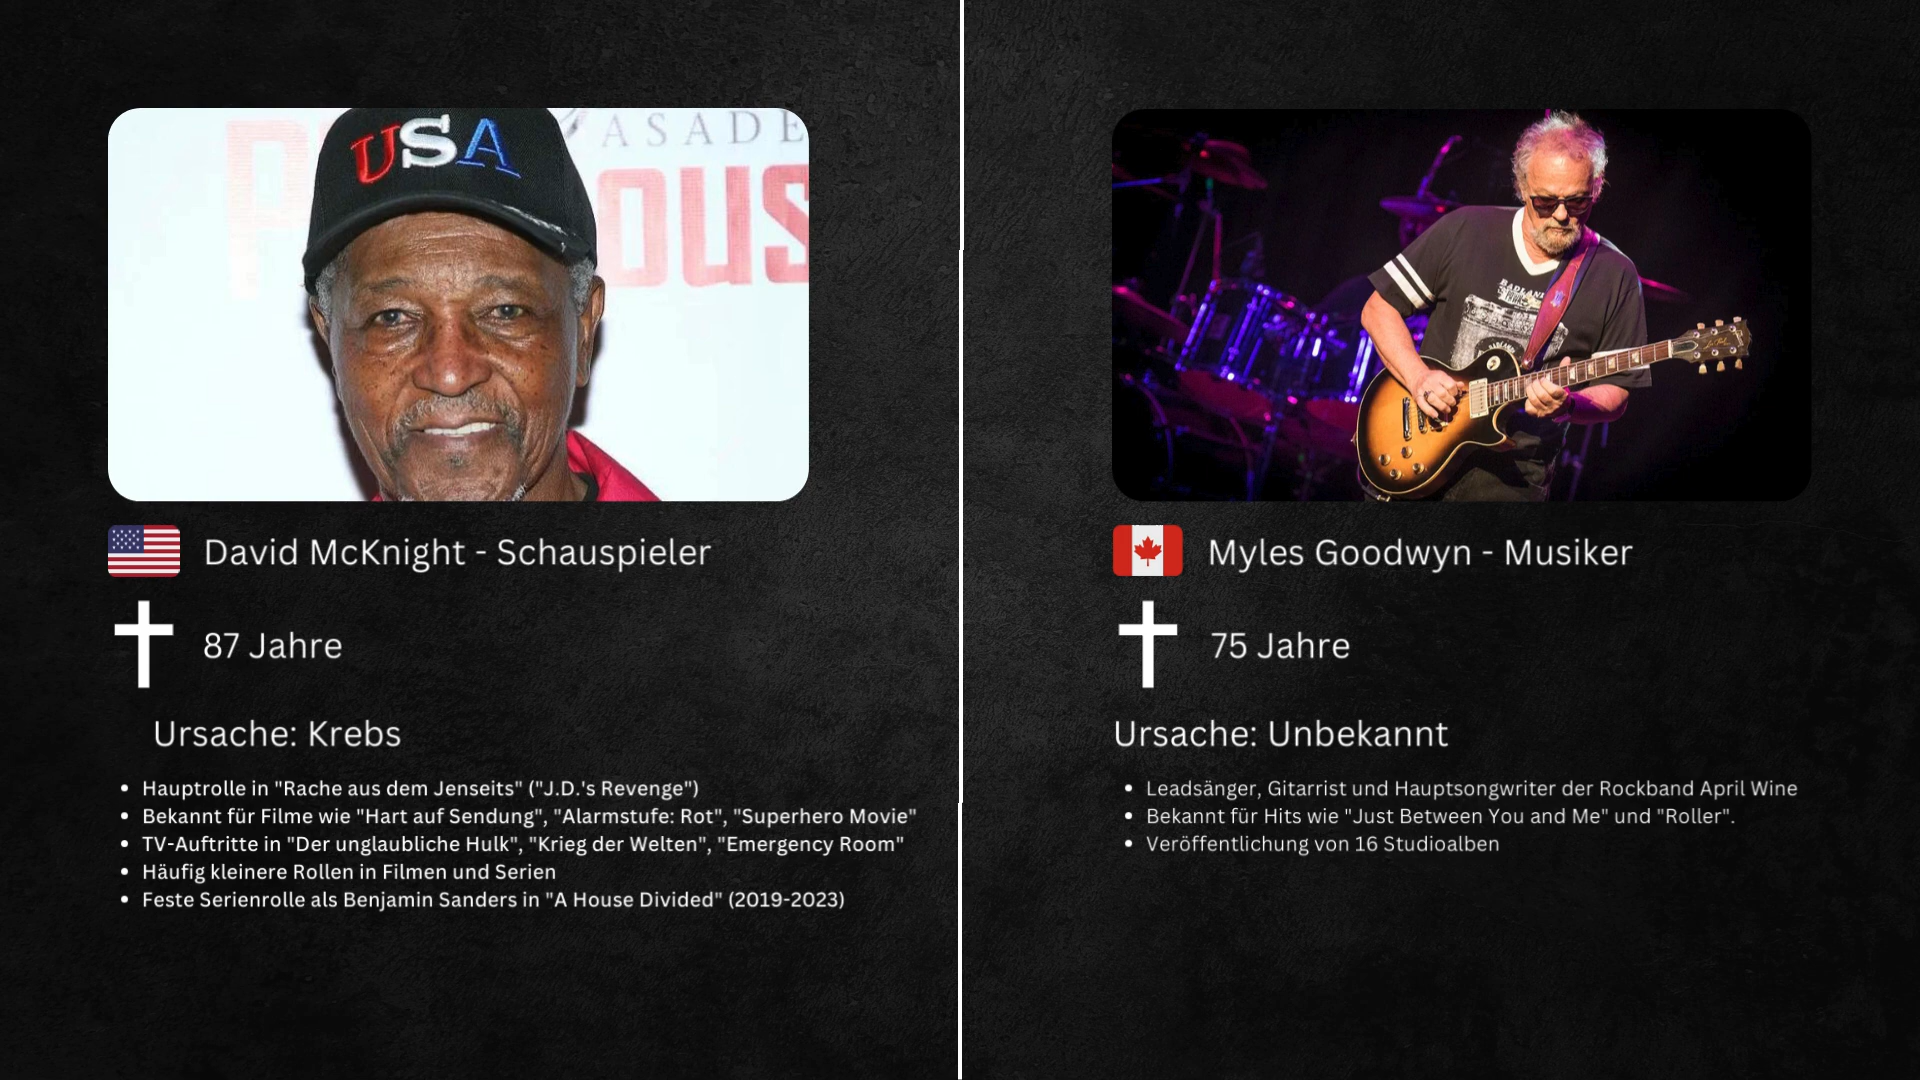 USA
ASADE
ous
BADLAND
David McKnight - Schauspieler
87 Jahre
Ursache: Krebs
• Hauptrolle in "Rache aus dem Jenseits" ("J.D.'s Revenge")
• Bekannt für Filme wie "Hart auf Sendung", "Alarmstufe: Rot", "Superhero Movie"
• TV-Auftritte in "Der unglaubliche Hulk", "Krieg der Welten", "Emergency Room"
• Häufig kleinere Rollen in Filmen und Serien
• Feste Serienrolle als Benjamin Sanders in "A House Divided" (2019-2023)
Myles Goodwyn - Musiker
75 Jahre
Ursache: Unbekannt
• Leadsänger, Gitarrist und Hauptsongwriter der Rockband April Wine
• Bekannt für Hits wie "Just Between You and Me" und "Roller".
• Veröffentlichung von 16 Studioalben